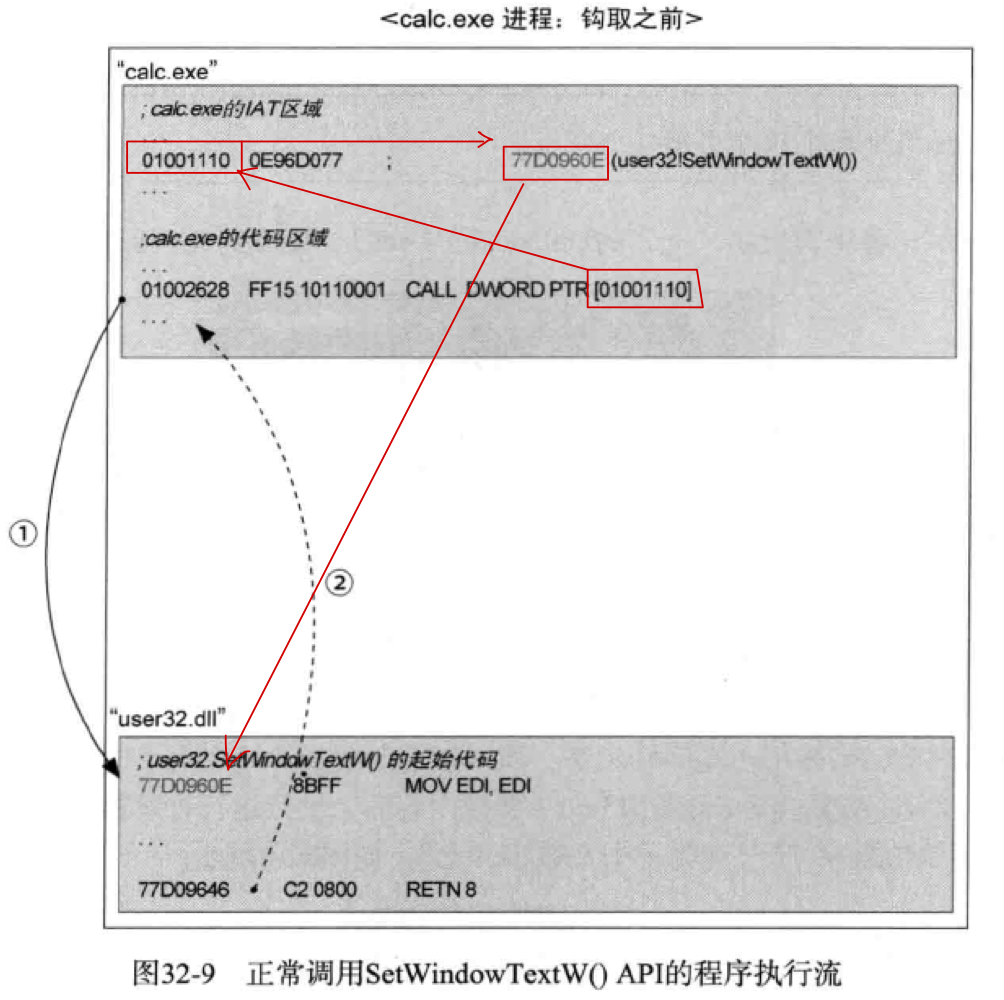 <calc.exe 进程：钩取之前>
“calc.exe”
; calc.exe的IAT区域
...
01001110 0E96D077 ; 77D0960E (user32!SetWindowTextW())
...
;calc.exe的代码区域
...
01002628 FF15 10110001 CALL DWORD PTR [01001110]
...
①
②
“user32.dll”
; user32.SetWindowTextW() 的起始代码
77D0960E 8BFF MOV EDI, EDI
...
77D09646 C2 0800 RETN 8
图32-9 正常调用SetWindowTextW() API的程序执行流